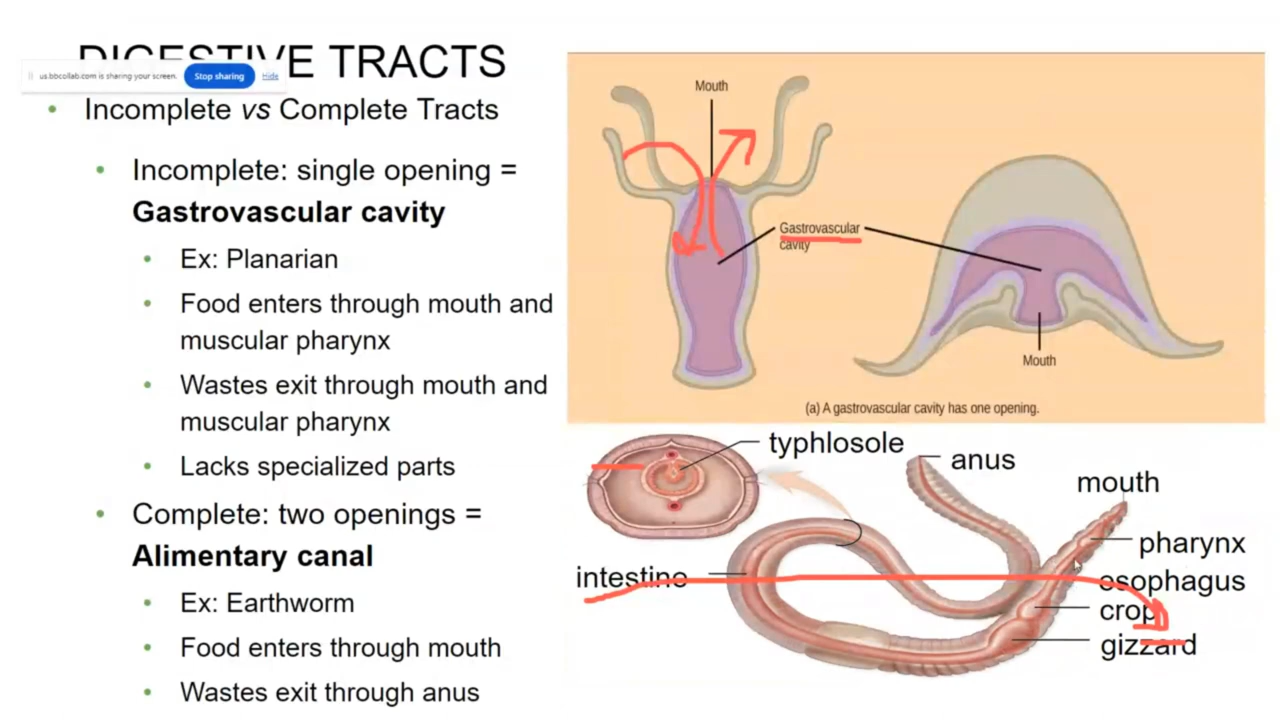 DIGESTIVE TRACTS
us.bbcollab.com is sharing your screen.
Stop sharing
Hide
• Incomplete vs Complete Tracts
• Incomplete: single opening =
Gastrovascular cavity
• Ex: Planarian
• Food enters through mouth and
muscular pharynx
• Wastes exit through mouth and
muscular pharynx
• Lacks specialized parts
• Complete: two openings =
Alimentary canal
• Ex: Earthworm
• Food enters through mouth
• Wastes exit through anus
Mouth
Gastrovascular
cavity
Mouth
(a) A gastrovascular cavity has one opening.
typhlosole
anus
mouth
pharynx
intestine
esophagus
crop
gizzard